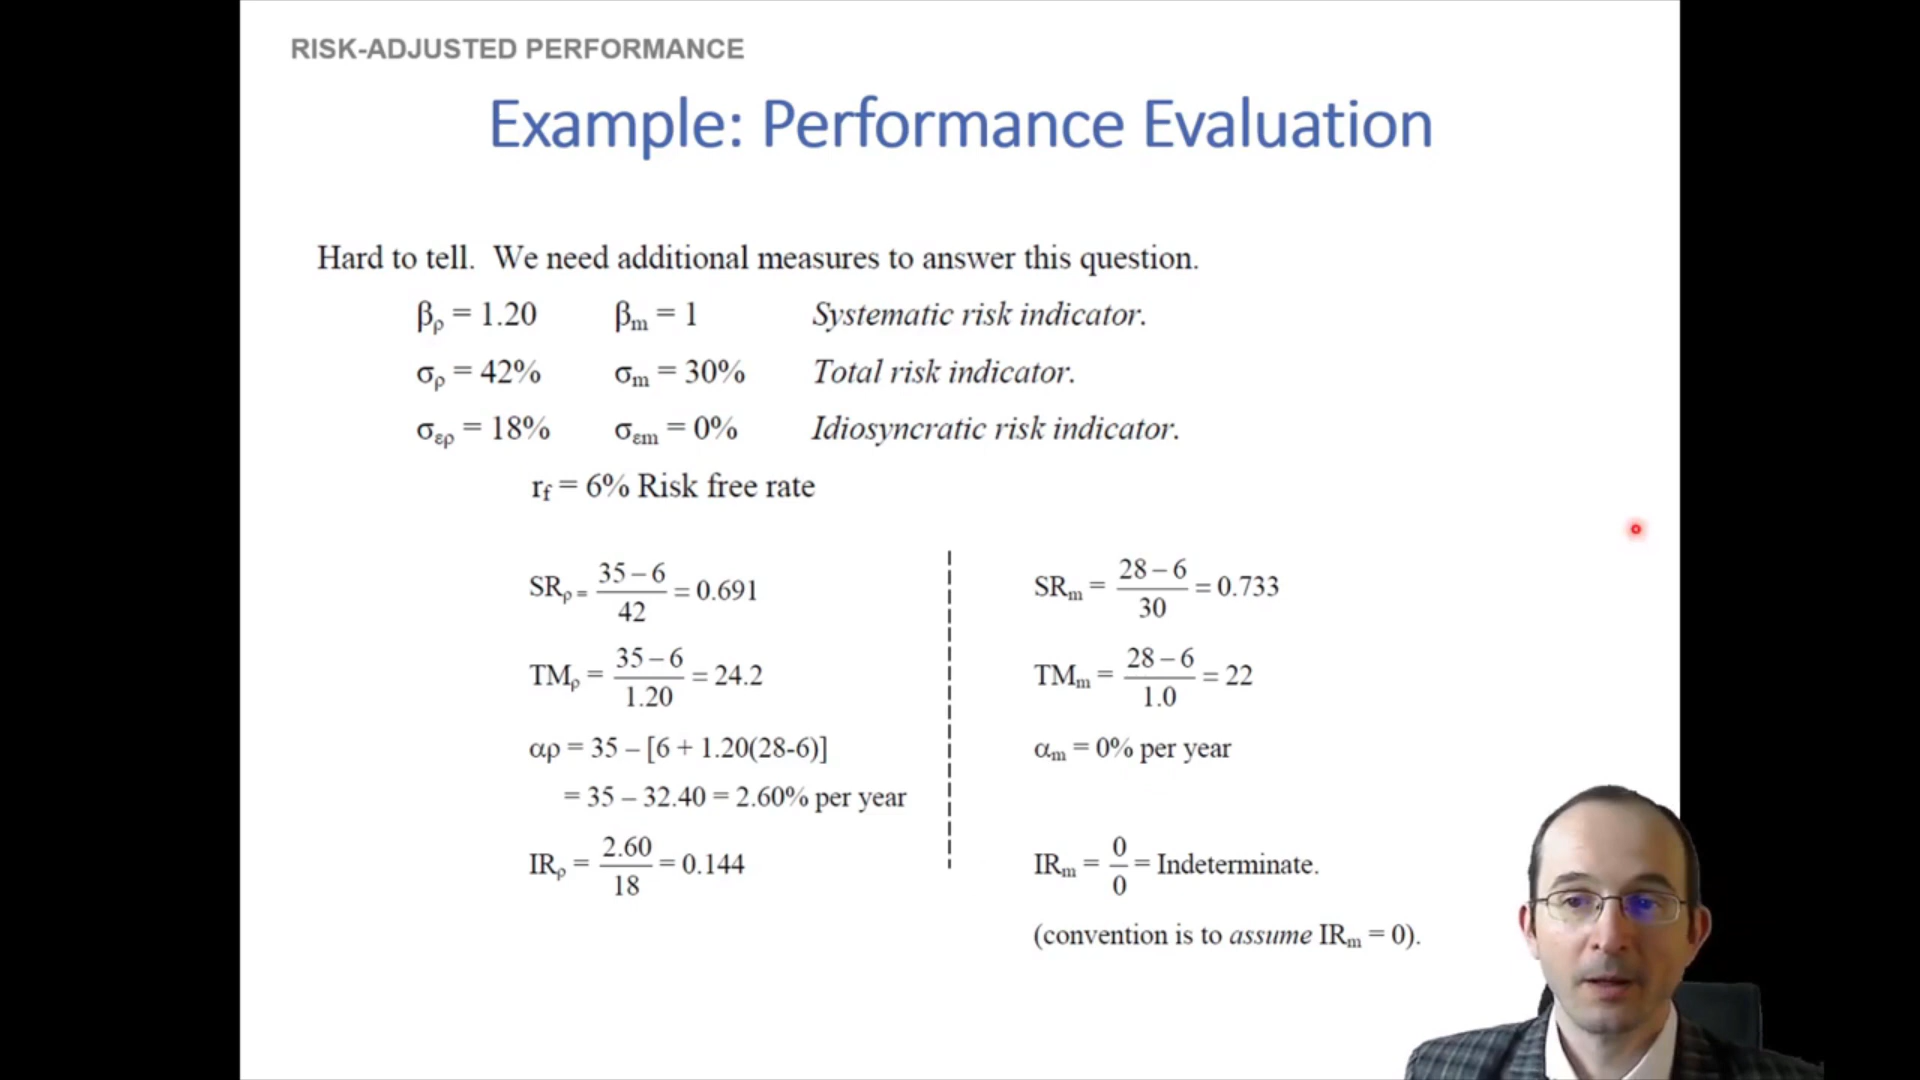 RISK-ADJUSTED PERFORMANCE
Example: Performance Evaluation
Hard to tell. We need additional measures to answer this question.
βρ = 1.20 βm = 1 Systematic risk indicator.
σρ = 42% σm = 30% Total risk indicator.
σερ = 18% σεm = 0% Idiosyncratic risk indicator.
rf = 6% Risk free rate
SRρ = 35 – 6 / 42 = 0.691
TMρ = 35 – 6 / 1.20 = 24.2
αρ = 35 – [6 + 1.20(28-6)]
= 35 – 32.40 = 2.60% per year
IRρ = 2.60 / 18 = 0.144
SRm = 28 – 6 / 30 = 0.733
TMm = 28 – 6 / 1.0 = 22
αm = 0% per year
IRm = 0 / 0 = Indeterminate.
(convention is to assume IRm = 0).